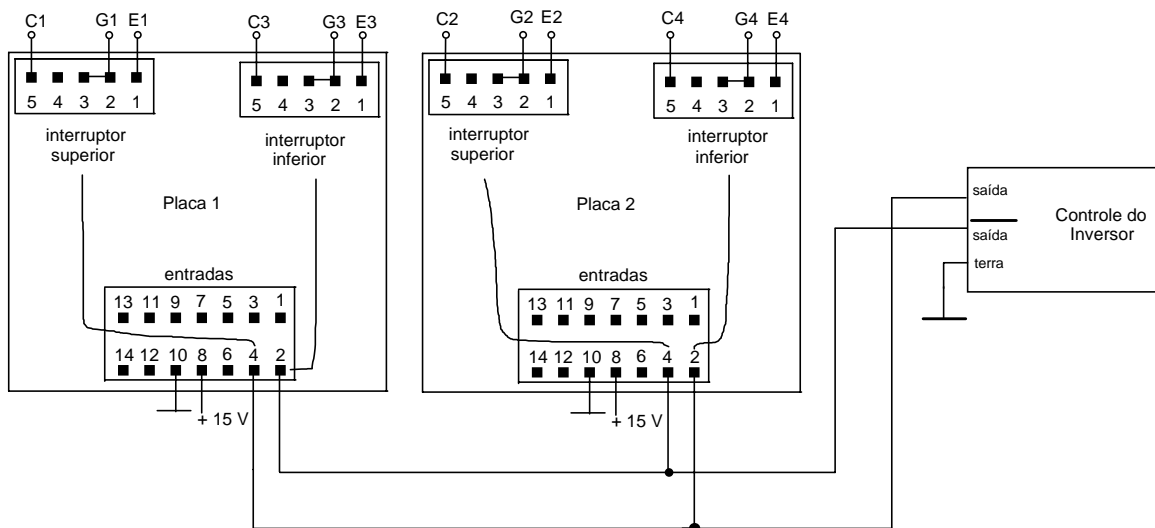 C1 G1 E1
C3 G3 E3
C2 G2 E2
C4 G4 E4
5 4 3 2 1
5 4 3 2 1
5 4 3 2 1
5 4 3 2 1
interruptor
superior
interruptor
inferior
interruptor
superior
interruptor
inferior
Placa 1
Placa 2
saída
saída
terra
Controle do
Inversor
entradas
13 11 9 7 5 3 1
14 12 10 8 6 4 2
+ 15 V
entradas
13 11 9 7 5 3 1
14 12 10 8 6 4 2
+ 15 V